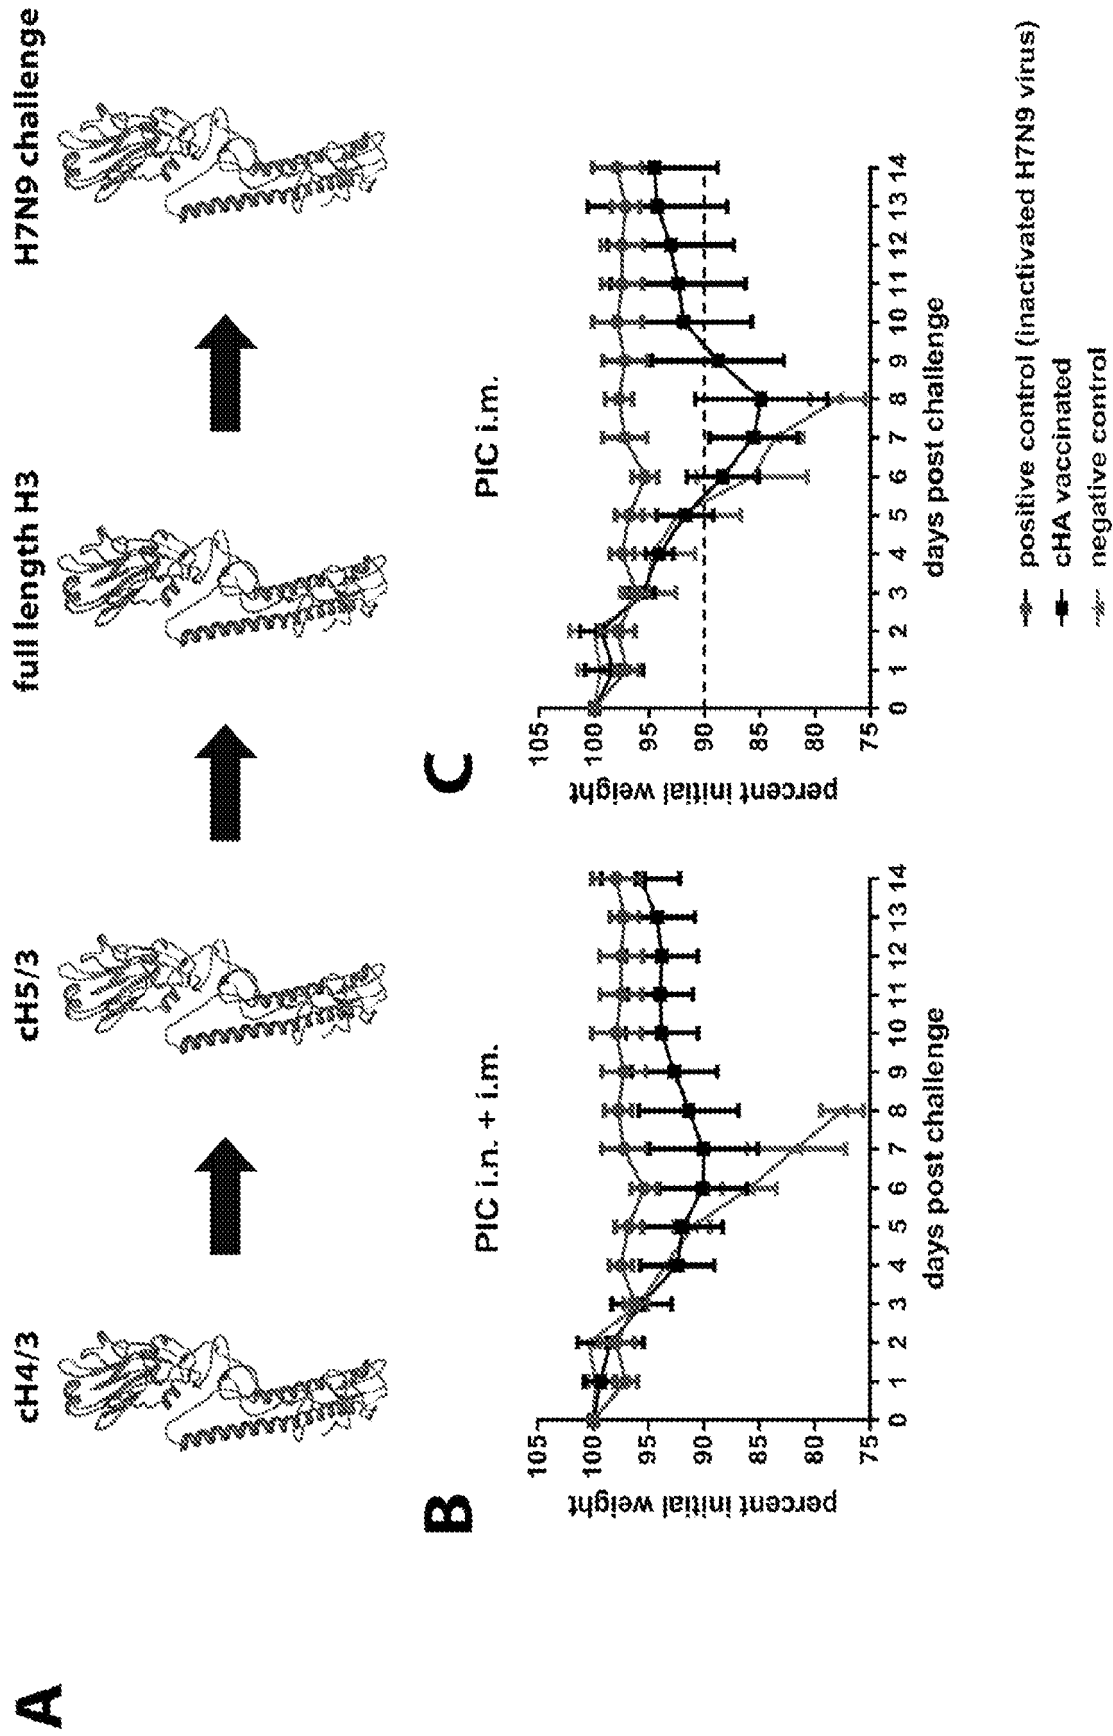 A
cH4/3
cH5/3
full length H3
H7N9 challenge
B
PIC i.n. + i.m.
percent initial weight
105
100
95
90
85
80
75
0 1 2 3 4 5 6 7 8 9 10 11 12 13 14
days post challenge
C
PIC i.m.
percent initial weight
105
100
95
90
85
80
75
0 1 2 3 4 5 6 7 8 9 10 11 12 13 14
days post challenge
positive control (inactivated H7N9 virus)
cHA vaccinated
negative control